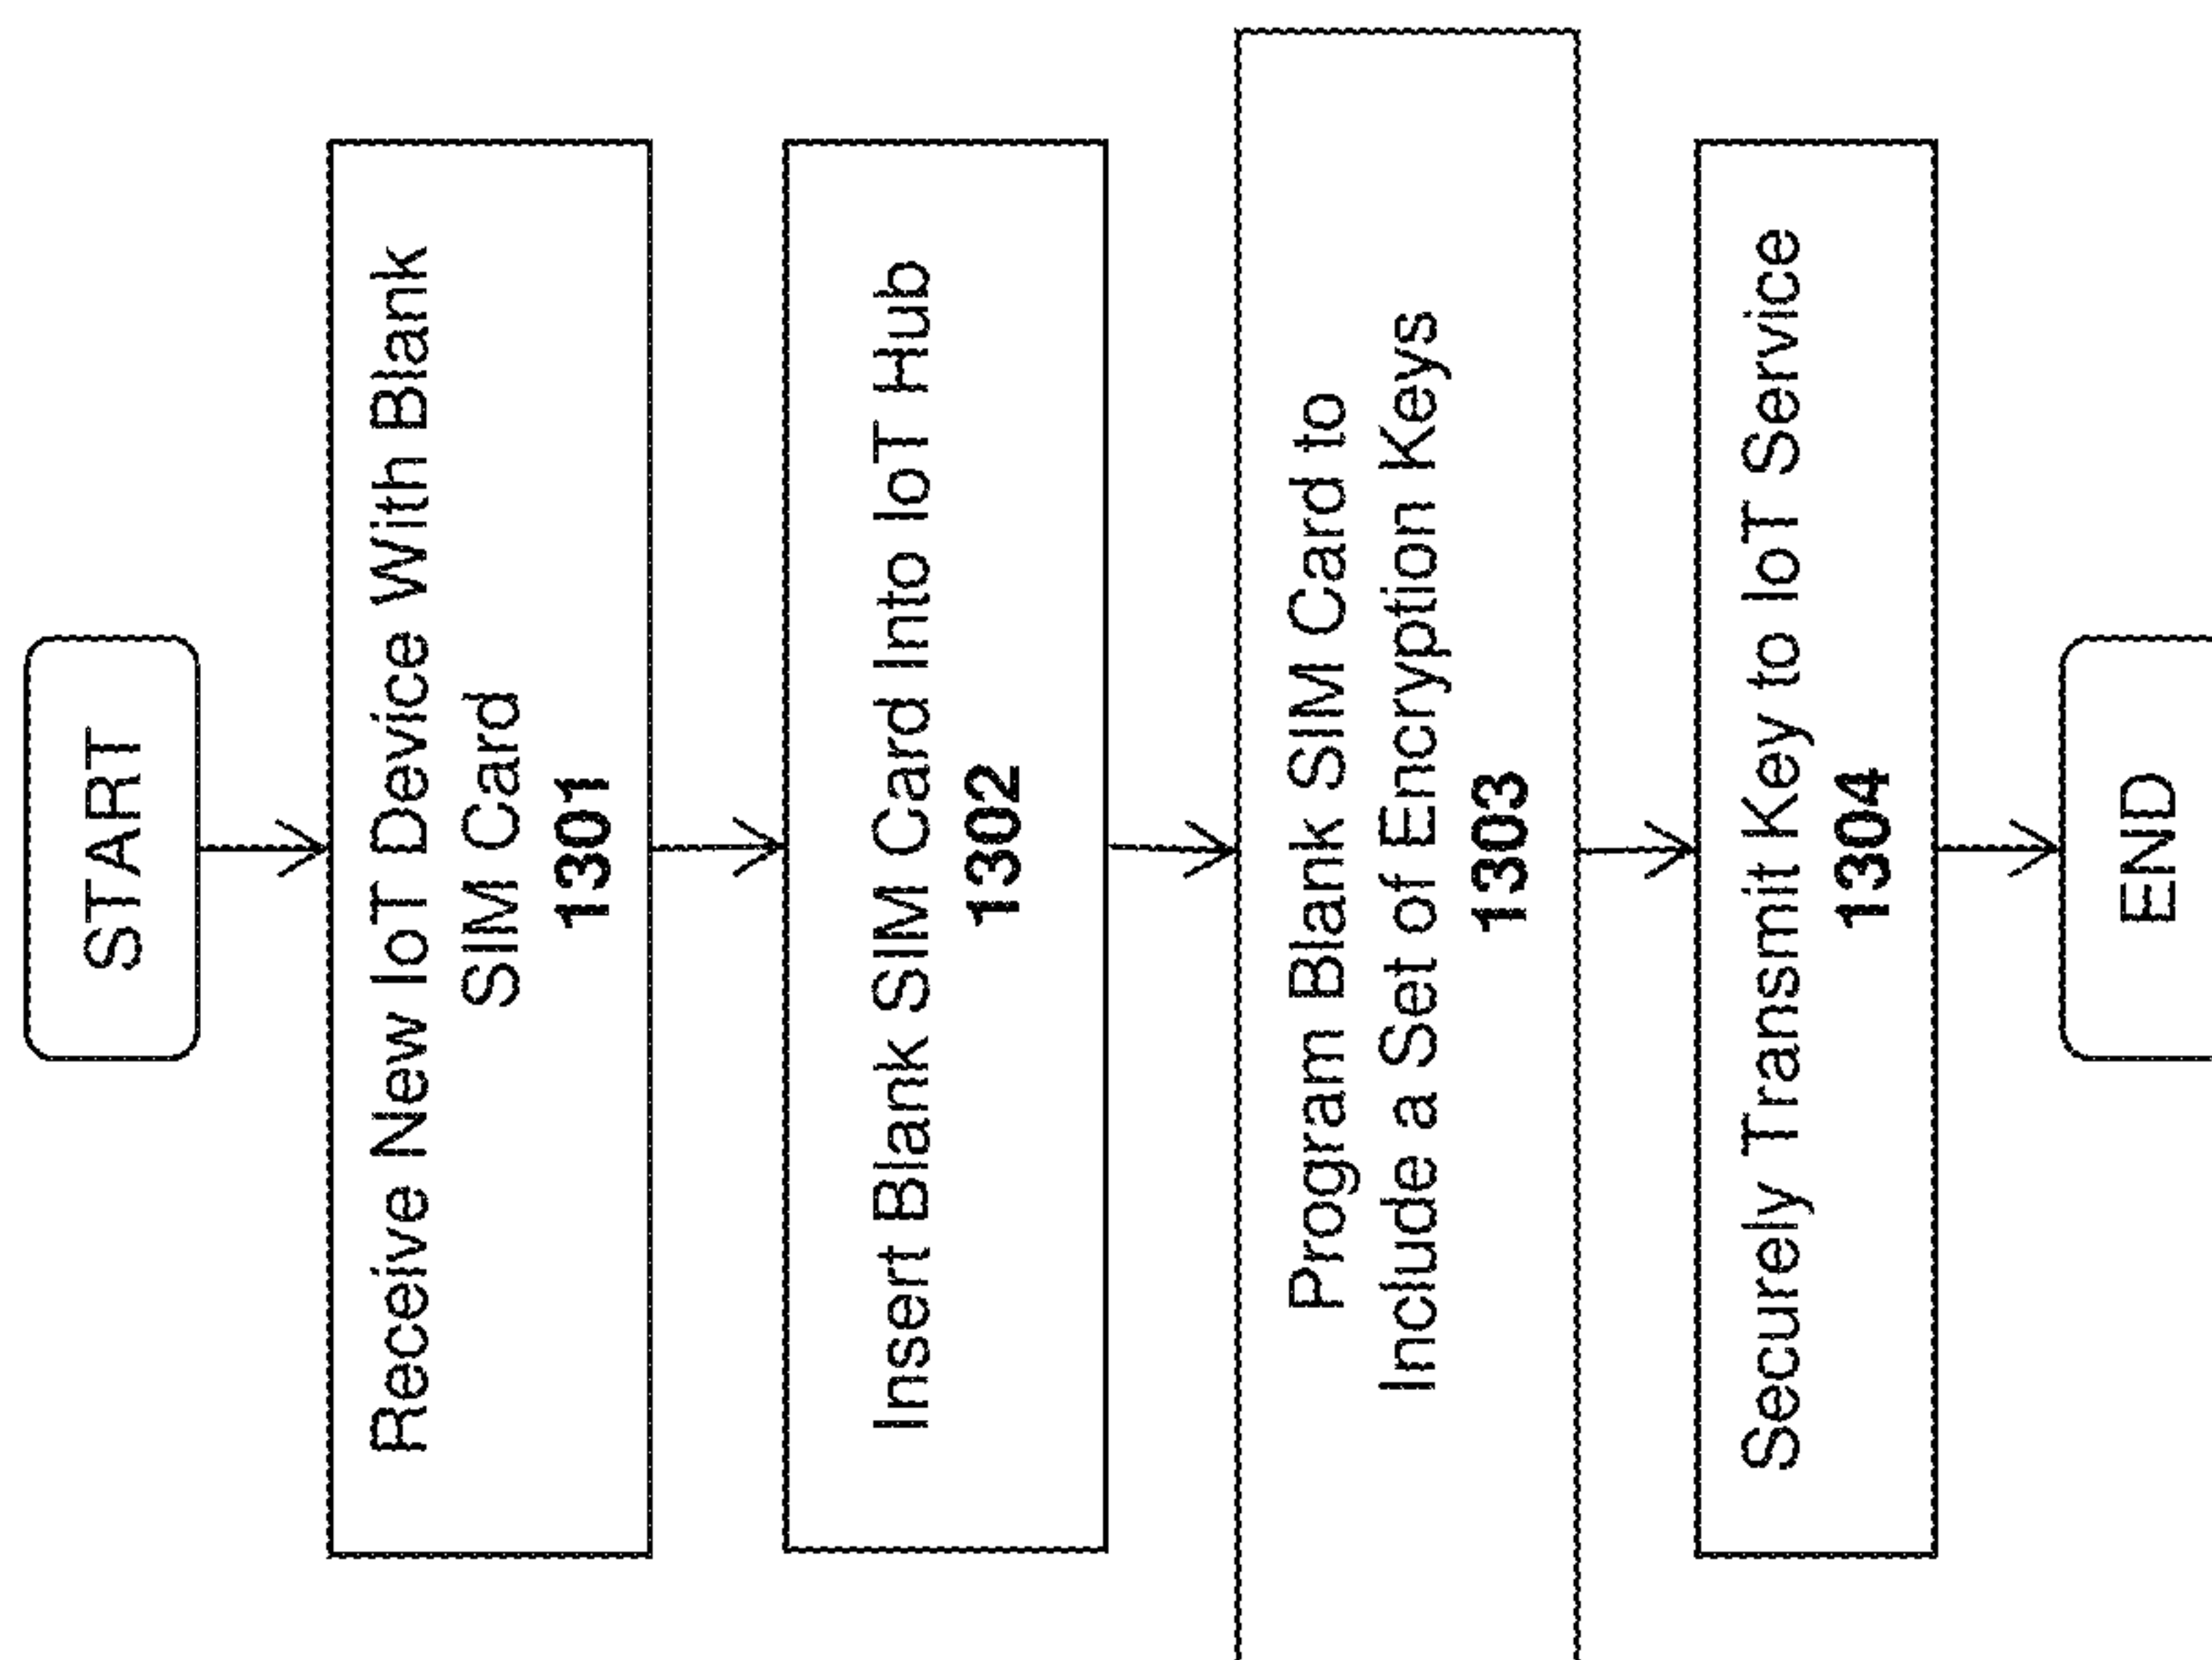 START
Receive New IoT Device With Blank
SIM Card
1301
Insert Blank SIM Card Into IoT Hub
1302
Program Blank SIM Card to
Include a Set of Encryption Keys
1303
Securely Transmit Key to IoT Service
1304
END